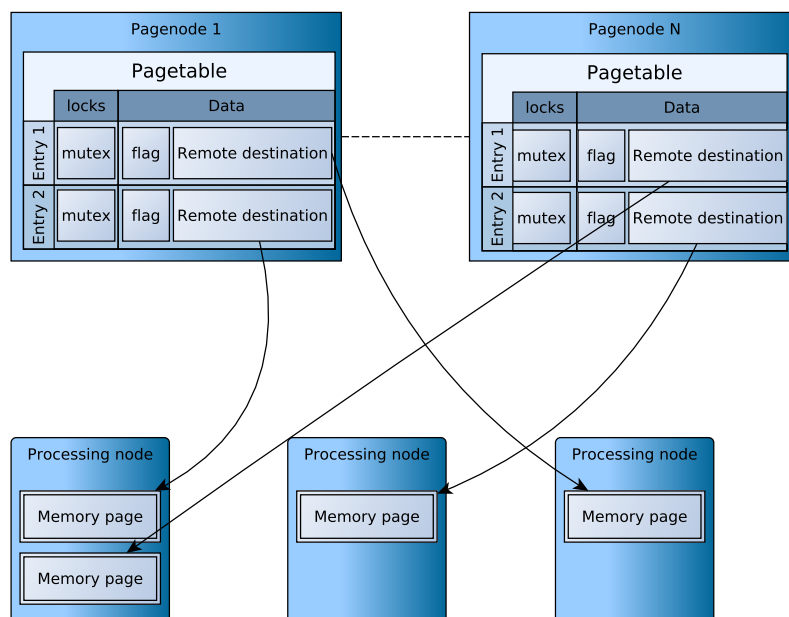 Pagenode 1
Pagetable
locks Data
Entry 1 mutex flag Remote destination
Entry 2 mutex flag Remote destination
Pagenode N
Pagetable
locks Data
Entry 1 mutex flag Remote destination
Entry 2 mutex flag Remote destination
Processing node
Memory page
Memory page
Processing node
Memory page
Processing node
Memory page